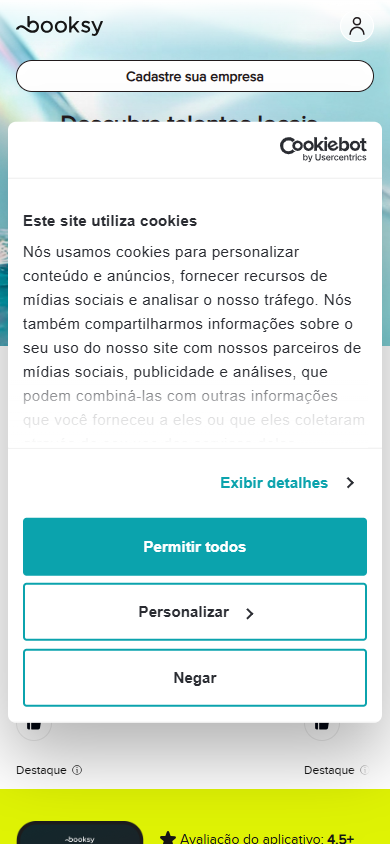 booksy
Cadastre sua empresa
Descubra talentos locais
Cookiebot
by Usercentrics
Este site utiliza cookies
Nós usamos cookies para personalizar
conteúdo e anúncios, fornecer recursos de
mídias sociais e analisar o nosso tráfego. Nós
também compartilharmos informações sobre o
seu uso do nosso site com nossos parceiros de
mídias sociais, publicidade e análises, que
podem combiná-las com outras informações
que você forneceu a eles ou que eles coletaram
Exibir detalhes
Permitir todos
Personalizar
Negar
Destaque
Destaque
booksy
Avaliação do aplicativo: 4,5+